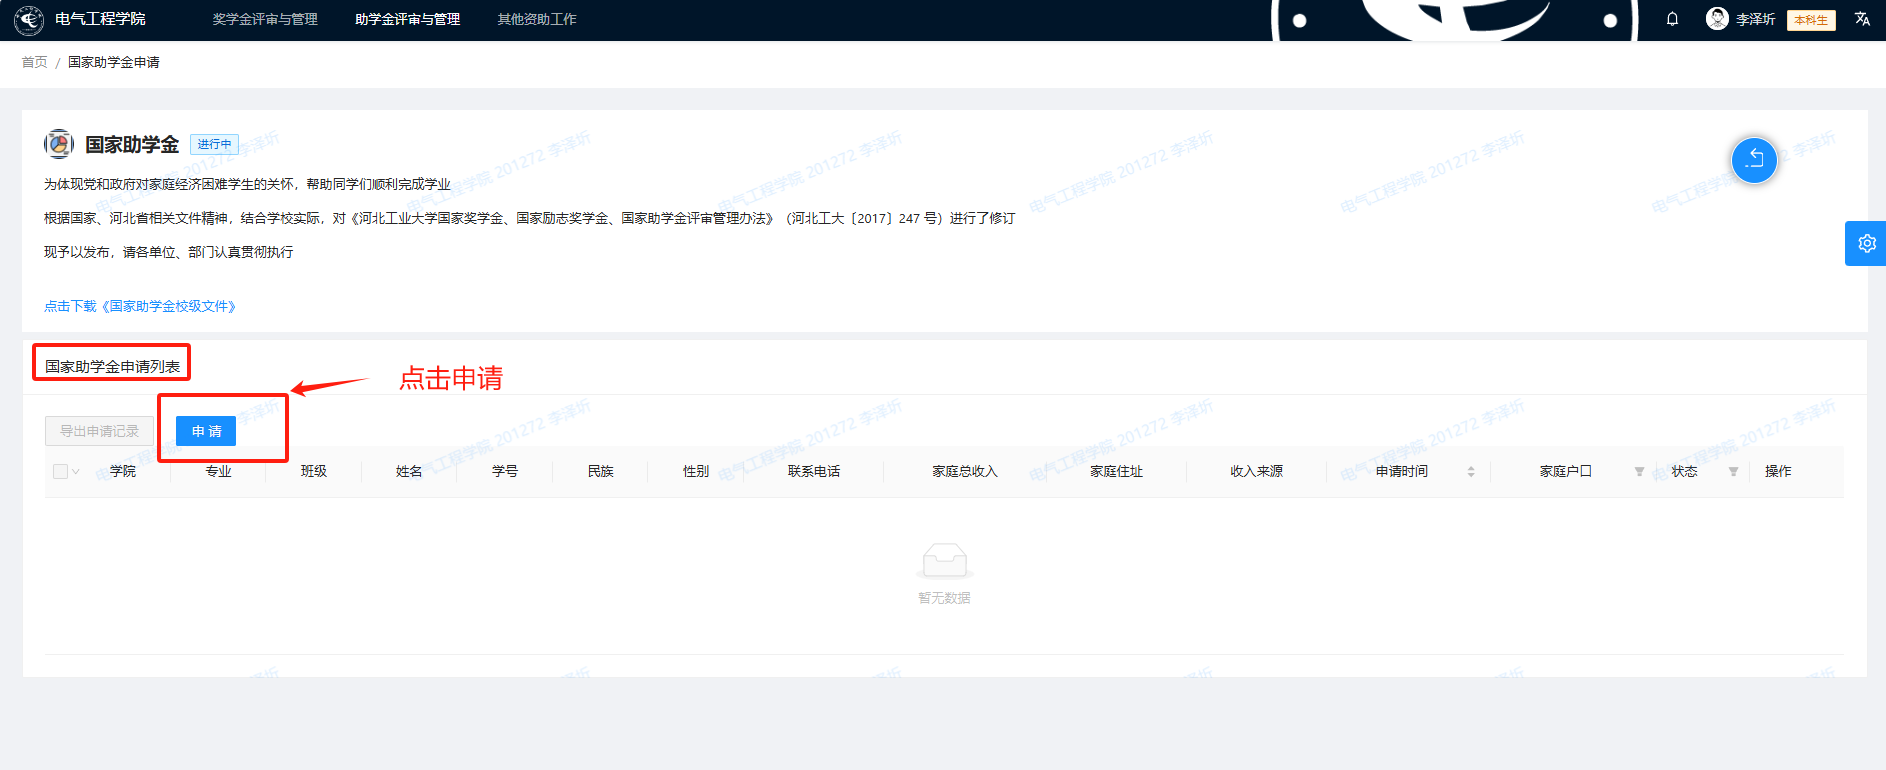 电气工程学院 奖学金评审与管理 助学金评审与管理 其他资助工作 李泽圻 本科生
首页 / 国家助学金申请
国家助学金 进行中
为体现党和政府对家庭经济困难学生的关怀，帮助同学们顺利完成学业
根据国家、河北省相关文件精神，结合学校实际，对《河北工业大学国家奖学金、国家励志奖学金、国家助学金评审管理办法》（河北工大〔2017〕247 号）进行了修订
现予以发布，请各单位、部门认真贯彻执行
点击下载《国家助学金校级文件》
国家助学金申请列表
点击申请
导出申请记录 申 请
学院 专业 班级 姓名 学号 民族 性别 联系电话 家庭总收入 家庭住址 收入来源 申请时间 家庭户口 状态 操作
暂无数据
电气工程学院 201272 李泽圻